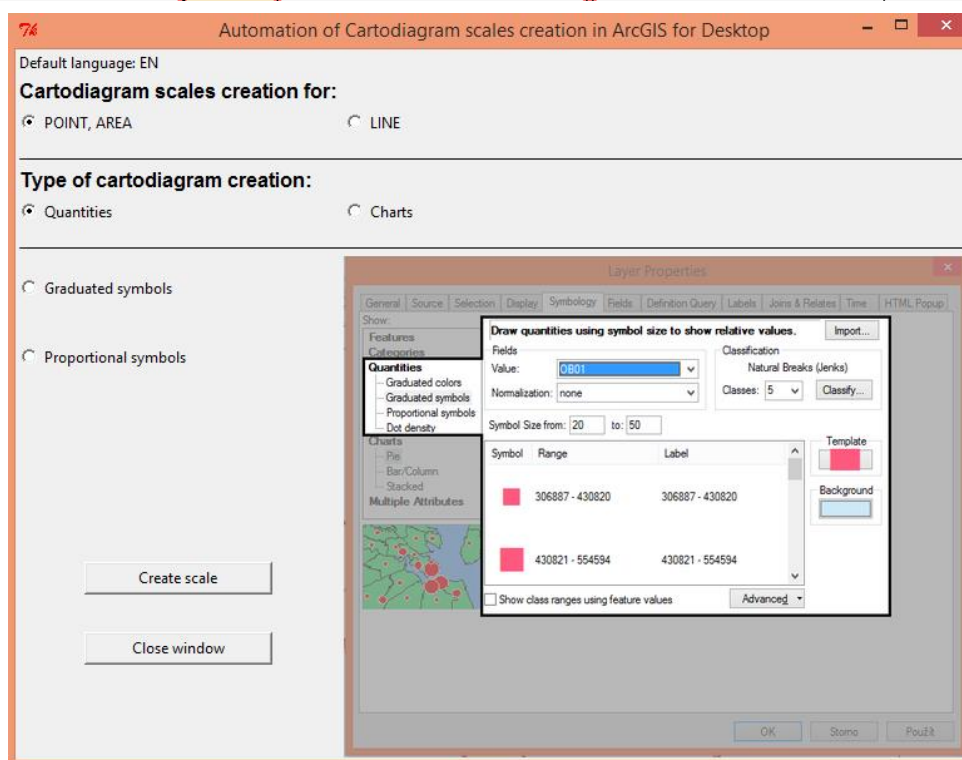 Automation of Cartodiagram scales creation in ArcGIS for Desktop
Default language: EN
Cartodiagram scales creation for:
POINT, AREA
LINE
Type of cartodiagram creation:
Quantities
Charts
Graduated symbols
Proportional symbols
Create scale
Close window
Layer Properties
General Source Selection Display Symbology Fields Definition Query Labels Joins & Relates Time HTML Popup
Show:
Features
Categories
Quantities
Graduated colors
Graduated symbols
Proportional symbols
Dot density
Charts
Pie
Bar/Column
Stacked
Multiple Attributes
Draw quantities using symbol size to show relative values.
Import...
Fields
Value: OB01
Normalization: none
Classification
Natural Breaks (Jenks)
Classes: 5 Classify...
Symbol Size from: 20 to: 50
Symbol Range Label
306887 - 430820 306887 - 430820
430821 - 554594 430821 - 554594
Template
Background
Show class ranges using feature values
Advanced
OK Storno Použít